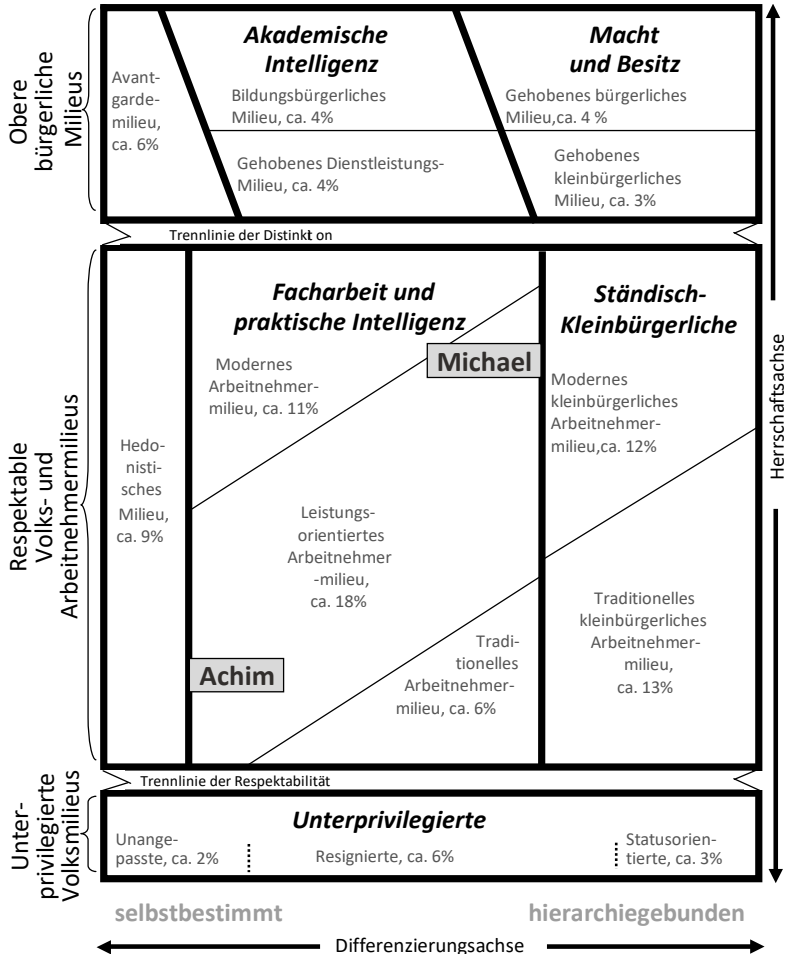 Obere
bürgerliche
Milieus
Avant-
garde-
milieu,
ca. 6%
Akademische
Intelligenz
Bildungsbürgerliches
Milieu, ca. 4%
Gehobenes Dienstleistungs-
Milieu, ca. 4%
Macht
und Besitz
Gehobenes bürgerliches
Milieu,ca. 4 %
Gehobenes
kleinbürgerliches
Milieu, ca. 3%
Trennlinie der Distinkt on
Respektable
Volks- und
Arbeitnehmermilieus
Hedo-
nisti-
sches
Milieu,
ca. 9%
Facharbeit und
praktische Intelligenz
Modernes
Arbeitnehmer-
milieu, ca. 11%
Michael
Leistungs-
orientiertes
Arbeitnehmer
-milieu,
ca. 18%
Achim
Tradi-
tionelles
Arbeitnehmer-
milieu, ca. 6%
Ständisch-
Kleinbürgerliche
Modernes
kleinbürgerliches
Arbeitnehmer-
milieu,ca. 12%
Traditionelles
kleinbürgerliches
Arbeitnehmer-
milieu,
ca. 13%
Herrschaftsachse
Trennlinie der Respektabilität
Unter-
privilegierte
Volksmilieus
Unterprivilegierte
Unange-
passte, ca. 2%
Resignierte, ca. 6%
Statusorien-
tierte, ca. 3%
selbstbestimmt
hierarchiegebunden
Differenzierungsachse